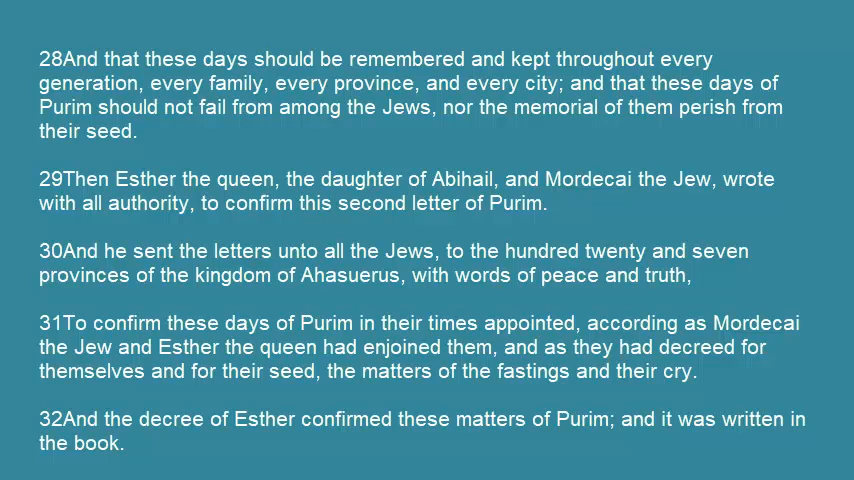 28And that these days should be remembered and kept throughout every
generation, every family, every province, and every city; and that these days of
Purim should not fail from among the Jews, nor the memorial of them perish from
their seed.
29Then Esther the queen, the daughter of Abihail, and Mordecai the Jew, wrote
with all authority, to confirm this second letter of Purim.
30And he sent the letters unto all the Jews, to the hundred twenty and seven
provinces of the kingdom of Ahasuerus, with words of peace and truth,
31To confirm these days of Purim in their times appointed, according as Mordecai
the Jew and Esther the queen had enjoined them, and as they had decreed for
themselves and for their seed, the matters of the fastings and their cry.
32And the decree of Esther confirmed these matters of Purim; and it was written in
the book.